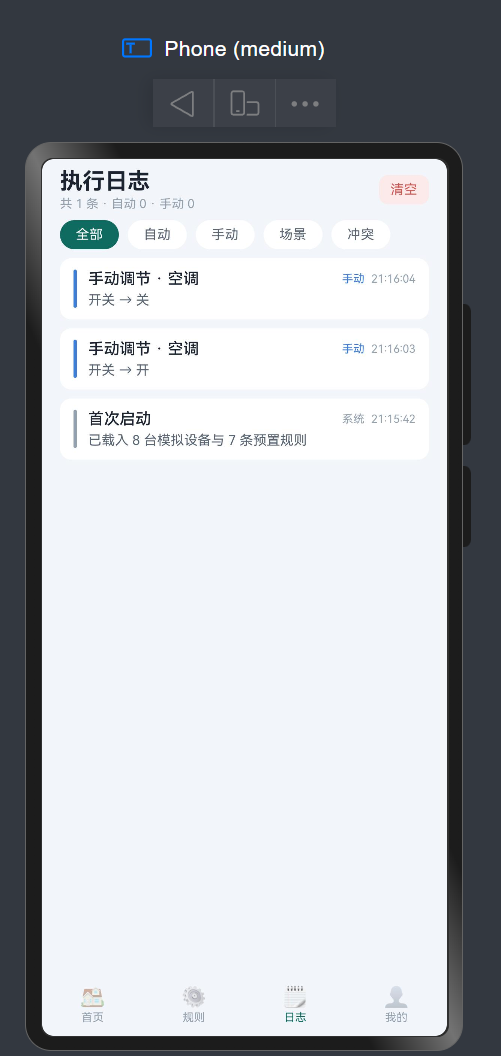 Phone (medium)
执行日志
共 1 条 · 自动 0 · 手动 0
清空
全部 自动 手动 场景 冲突
手动调节 · 空调 手动 21:16:04
开关 → 关
手动调节 · 空调 手动 21:16:03
开关 → 开
首次启动 系统 21:15:42
已载入 8 台模拟设备与 7 条预置规则
首页 规则 日志 我的